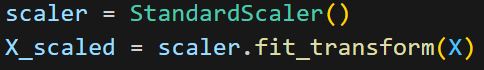 scaler = StandardScaler()
X_scaled = scaler.fit_transform(X)